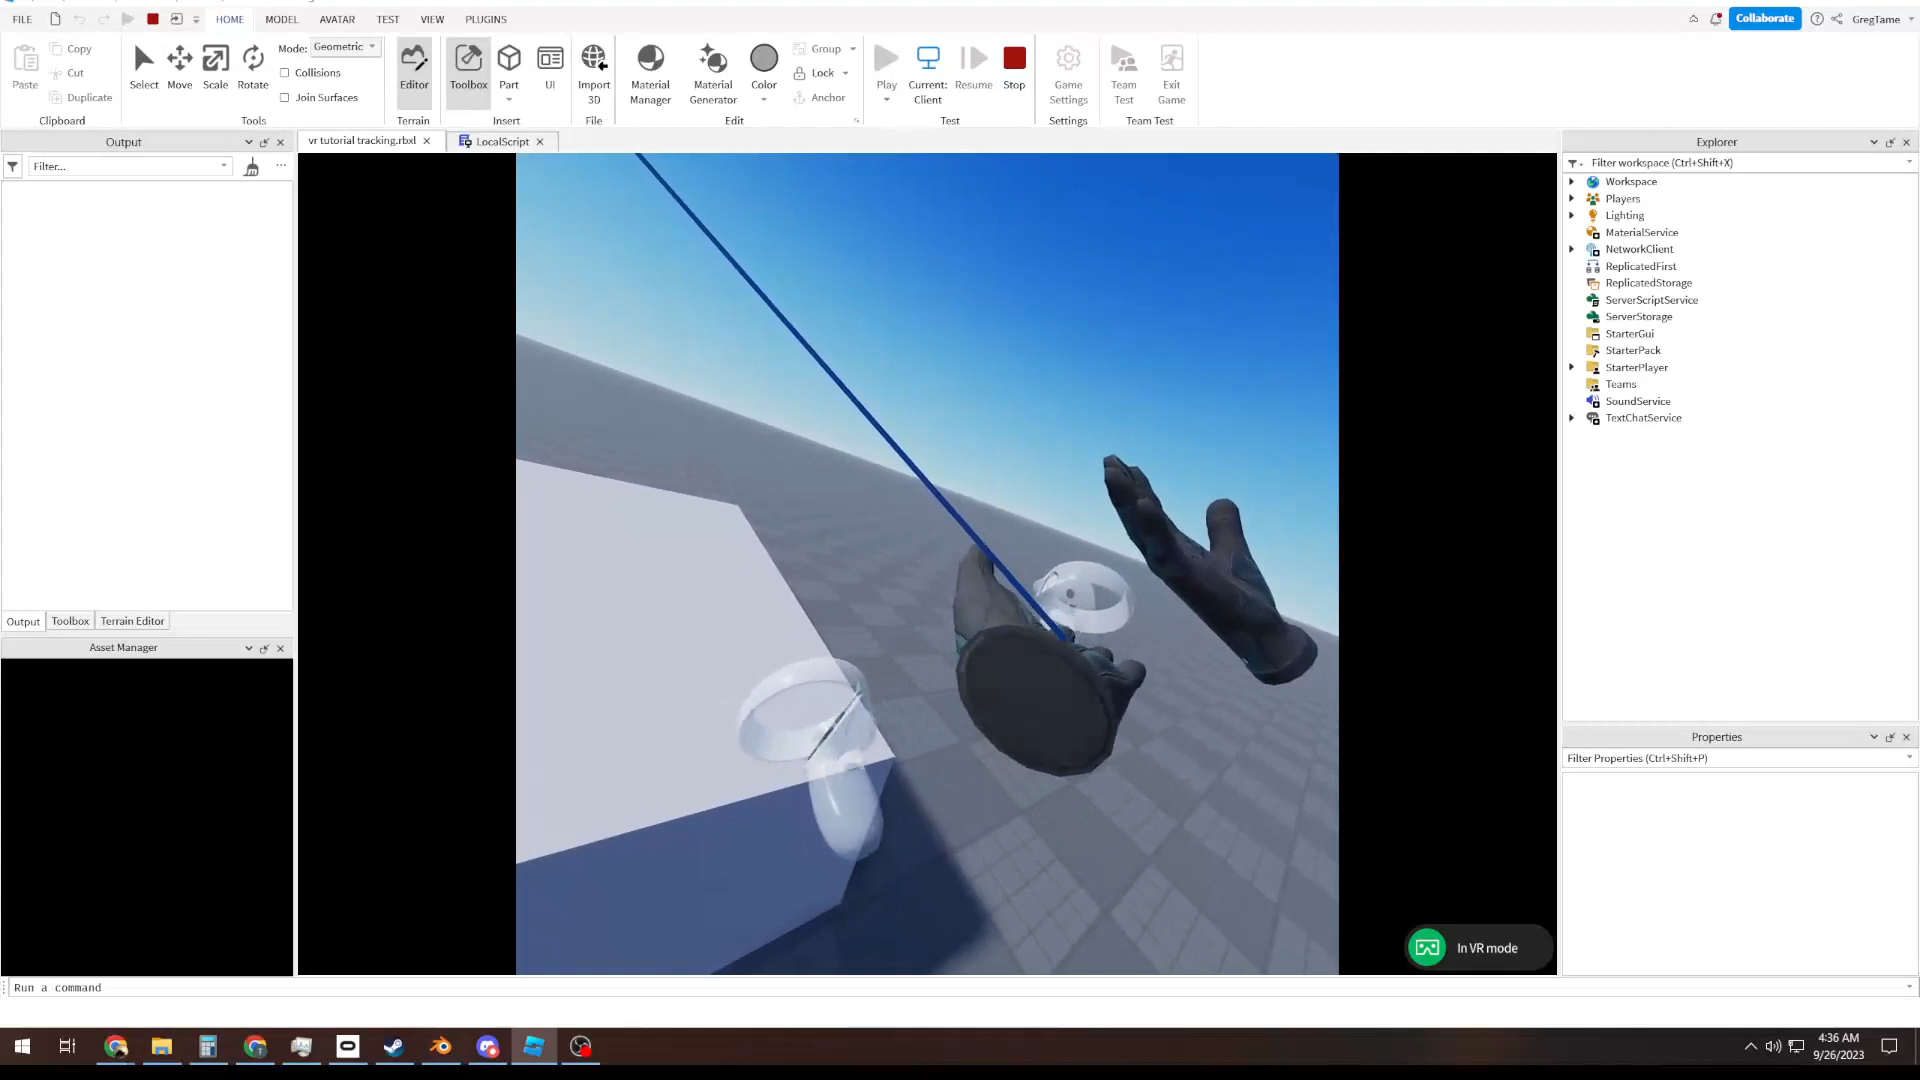 FILE HOME MODEL AVATAR TEST VIEW PLUGINS Collaborate GregTame
Paste Copy Cut Duplicate Clipboard
Select Move Scale Rotate Mode: Geometric Collisions Join Surfaces Tools
Editor Terrain
Toolbox Part UI Insert
Import 3D File
Material Manager Material Generator Color Group Lock Anchor Edit
Play Current: Client Resume Stop Test
Game Settings Settings
Team Test Exit Game Team Test
Output
vr tutorial tracking.rbxl LocalScript
Explorer
Filter...
Filter workspace (Ctrl+Shift+X)
Workspace
Players
Lighting
MaterialService
NetworkClient
ReplicatedFirst
ReplicatedStorage
ServerScriptService
ServerStorage
StarterGui
StarterPack
StarterPlayer
Teams
SoundService
TextChatService
Output Toolbox Terrain Editor
Asset Manager
Properties
Filter Properties (Ctrl+Shift+P)
In VR mode
Run a command
4:36 AM
9/26/2023